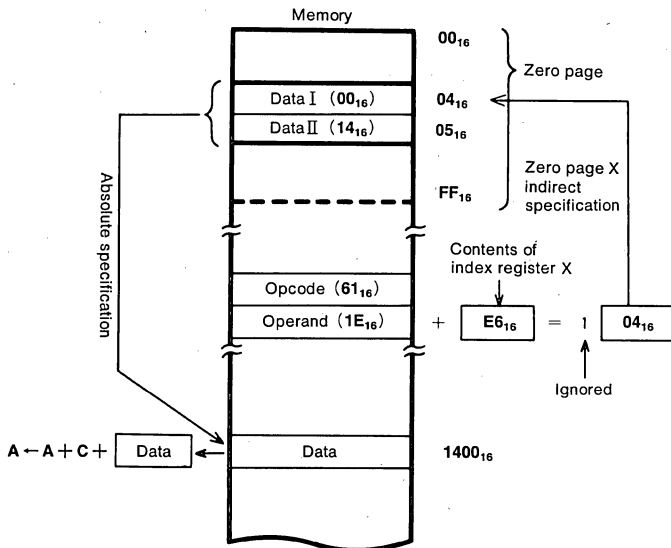 Memory
00₁₆
Zero page
Data I (00₁₆)
04₁₆
Data II (14₁₆)
05₁₆
Absolute specification
FF₁₆
Zero page X
indirect
specification
Contents of
index register X
Opcode (61₁₆)
Operand (1E₁₆) + E6₁₆ = 1 04₁₆
Ignored
A ← A + C + Data
Data
1400₁₆